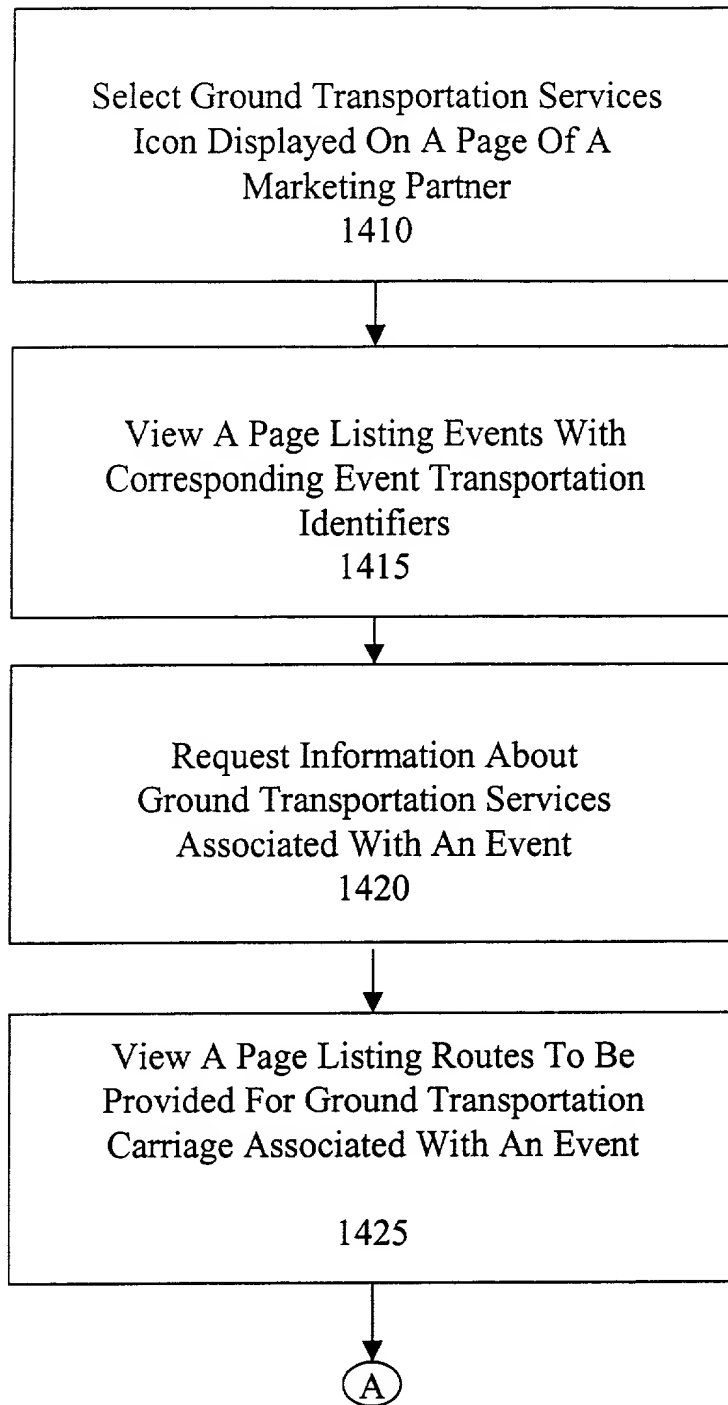 Select Ground Transportation Services
Icon Displayed On A Page Of A
Marketing Partner
1410
View A Page Listing Events With
Corresponding Event Transportation
Identifiers
1415
Request Information About
Ground Transportation Services
Associated With An Event
1420
View A Page Listing Routes To Be
Provided For Ground Transportation
Carriage Associated With An Event
1425
A